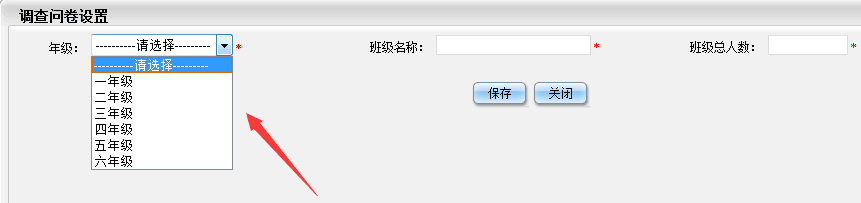 调查问卷设置
年级： ----------请选择-------- * 班级名称： * 班级总人数： *
----------请选择---------
一年级
二年级
三年级
四年级
五年级
六年级
保存 关闭